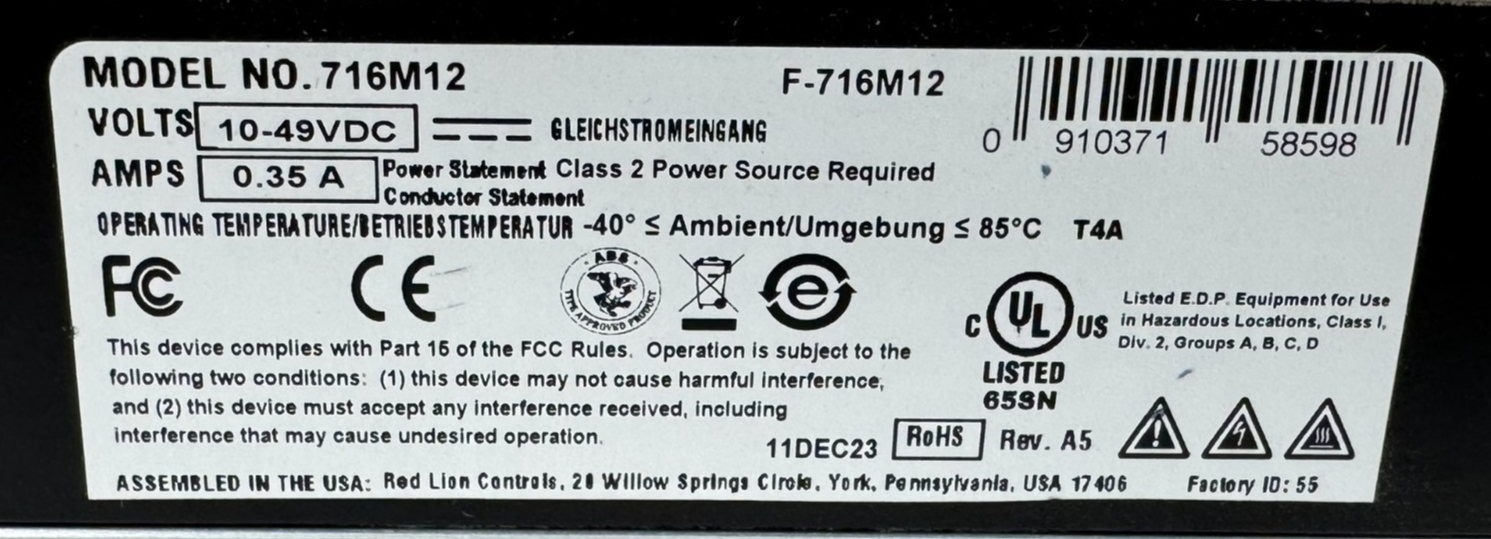 MODEL NO. 716M12
F-716M12
VOLTS 10-49VDC GLEICHSTROMEINGANG
0 910371 58598
AMPS 0.35 A Power Statement Class 2 Power Source Required
Conductor Statement
OPERATING TEMPERATURE/BETRIEBSTEMPERATUR -40° ≤ Ambient/Umgebung ≤ 85°C T4A
FC
CE
ABS
TYPE APPROVED PRODUCT
e
C UL US
LISTED
65SN
Listed E.D.P. Equipment for Use
in Hazardous Locations, Class I,
Div. 2, Groups A, B, C, D
This device complies with Part 15 of the FCC Rules. Operation is subject to the
following two conditions: (1) this device may not cause harmful interference,
and (2) this device must accept any interference received, including
interference that may cause undesired operation.
11DEC23 RoHS Rev. A5
ASSEMBLED IN THE USA: Red Lion Controls, 20 Willow Springs Circle, York, Pennsylvania, USA 17406 Factory ID: 55